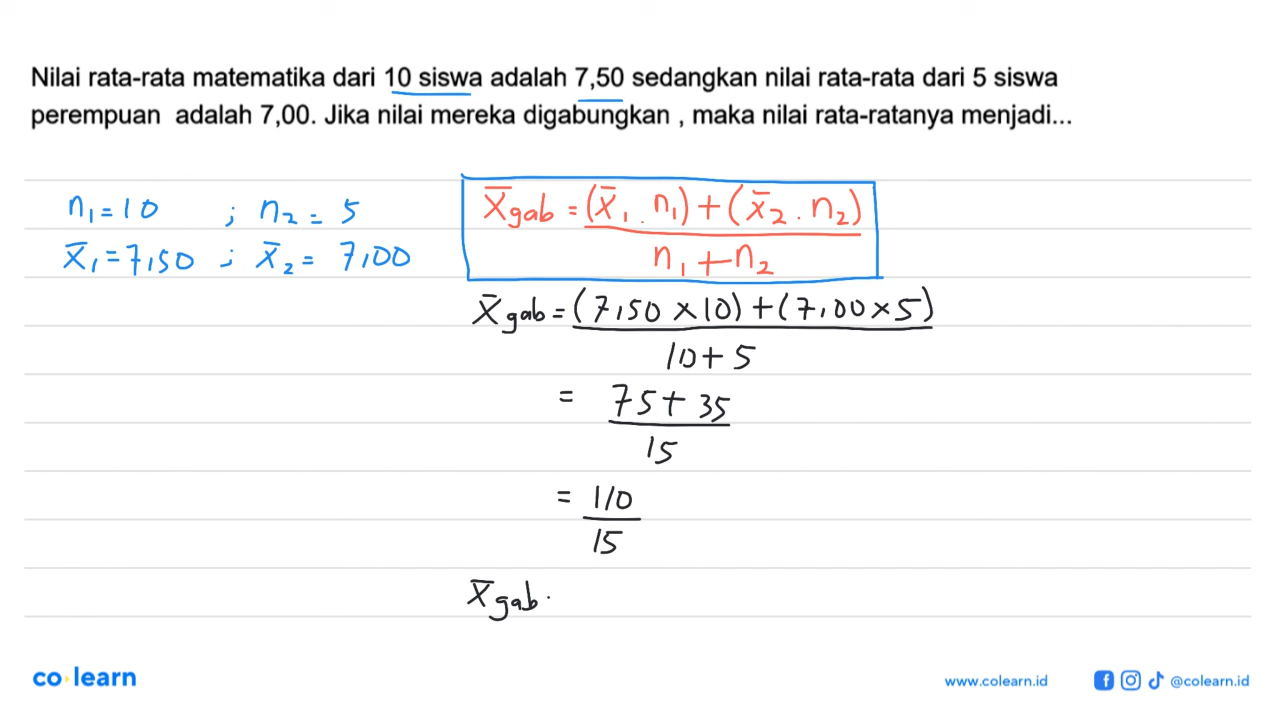 Nilai rata-rata matematika dari 10 siswa adalah 7,50 sedangkan nilai rata-rata dari 5 siswa
perempuan adalah 7,00. Jika nilai mereka digabungkan , maka nilai rata-ratanya menjadi...
n₁ = 10 ; n₂ = 5
x̄₁ = 7,50 ; x̄₂ = 7,00
x̄gab = (x̄₁ . n₁) + (x̄₂ . n₂)
n₁ + n₂
x̄gab = (7,50 × 10) + (7,00 × 5)
10 + 5
= 75 + 35
15
= 110
15
x̄gab.
co learn
www.colearn.id @colearn.id